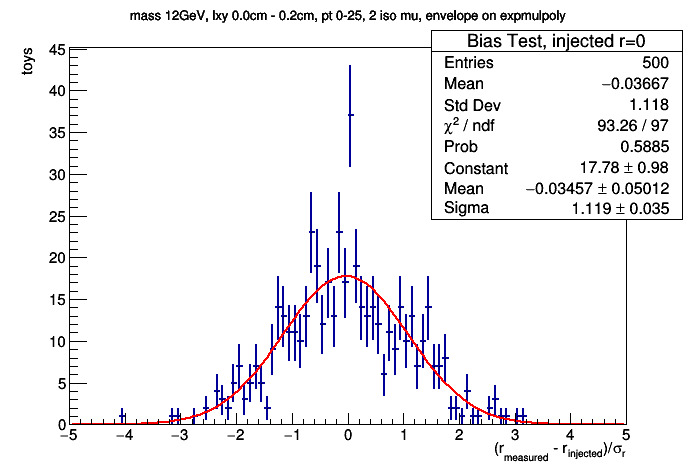 mass 12GeV, lxy 0.0cm - 0.2cm, pt 0-25, 2 iso mu, envelope on expmulpoly
Bias Test, injected r=0
Entries 500
Mean −0.03667
Std Dev 1.118
χ² / ndf 93.26 / 97
Prob 0.5885
Constant 17.78 ± 0.98
Mean −0.03457 ± 0.05012
Sigma 1.119 ± 0.035
toys
45
40
35
30
25
20
15
10
5
0
−5 −4 −3 −2 −1 0 1 2 3 4 5
(r_measured - r_injected)/σ_r